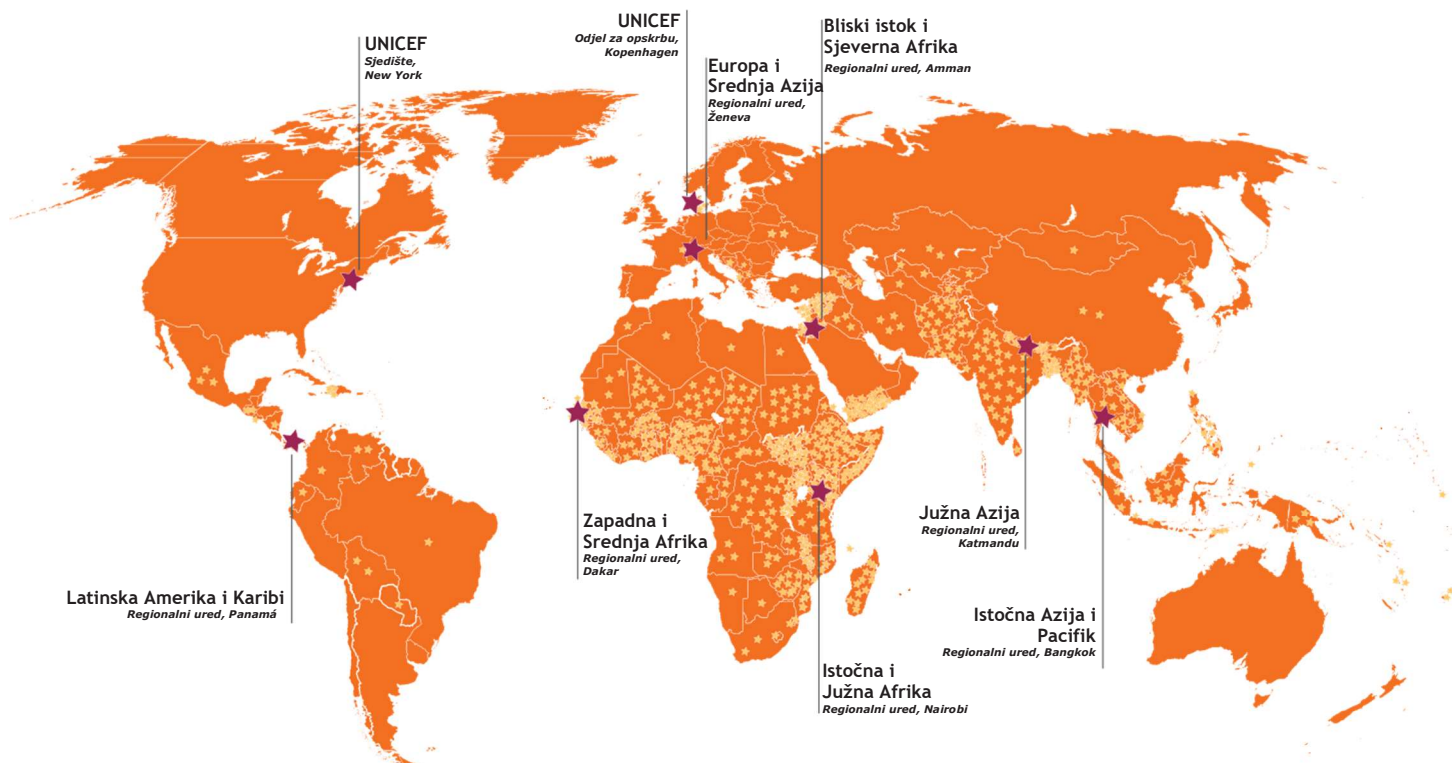 UNICEF
Sjedište,
New York
UNICEF
Odjel za opskrbu,
Kopenhagen
Europa i
Srednja Azija
Regionalni ured,
Ženeva
Bliski istok i
Sjeverna Afrika
Regionalni ured, Amman
Latinska Amerika i Karibi
Regionalni ured, Panamá
Zapadna i
Srednja Afrika
Regionalni ured,
Dakar
Istočna i
Južna Afrika
Regionalni ured, Nairobi
Južna Azija
Regionalni ured,
Katmandu
Istočna Azija i
Pacifik
Regionalni ured, Bangkok